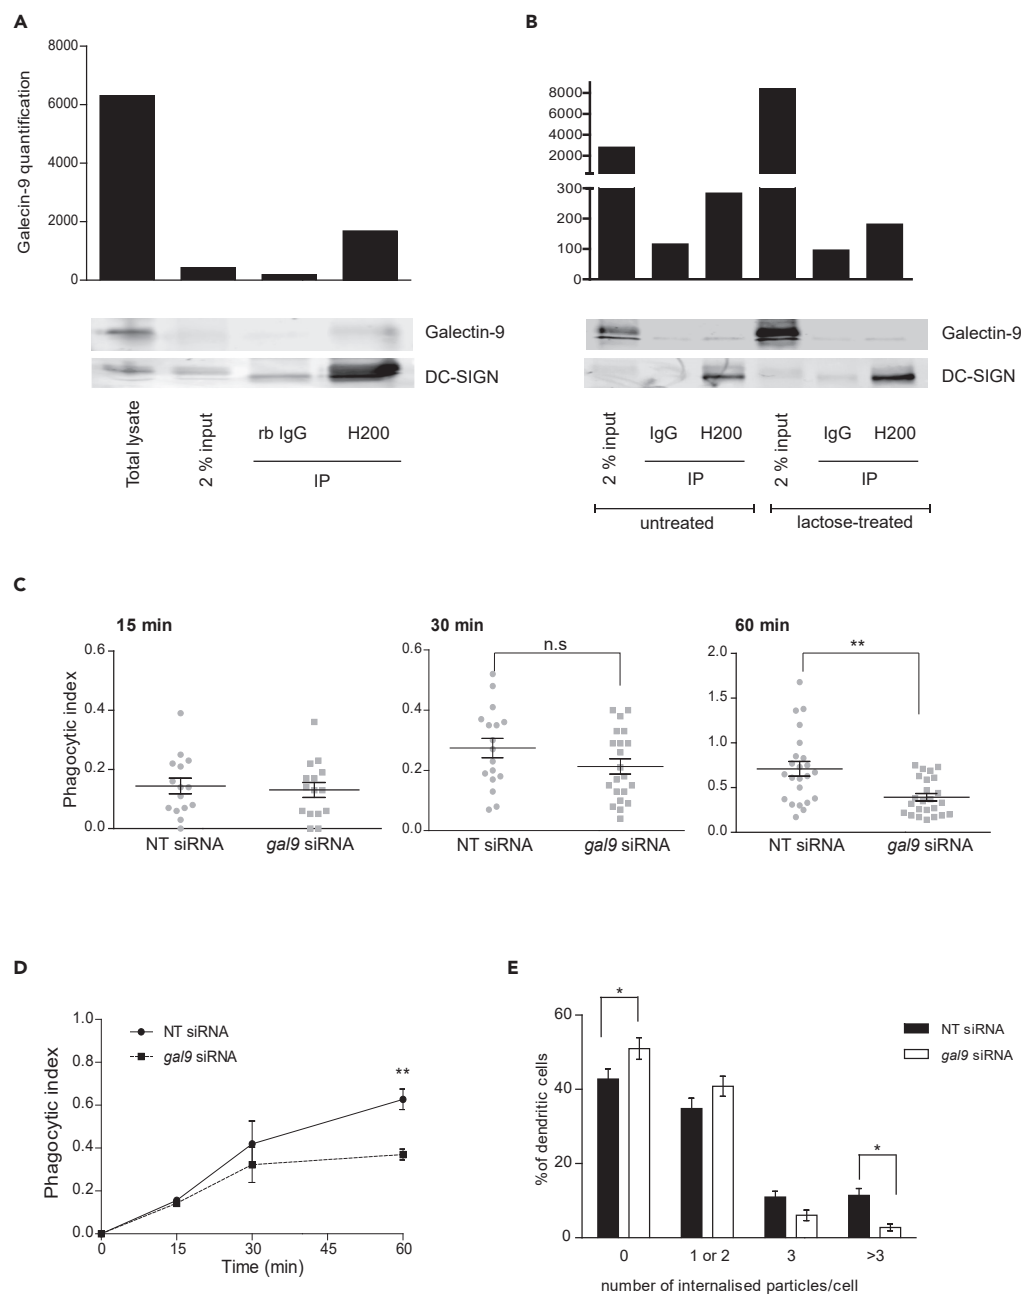 A
8000
6000
4000
2000
0
Galecin-9 quantification
Galectin-9
DC-SIGN
Total lysate
2 % input
rb IgG
H200
IP
B
8000
6000
4000
2000
300
200
100
0
Galectin-9
DC-SIGN
2 % input
IgG
H200
2 % input
IgG
H200
IP
IP
untreated
lactose-treated
C
15 min
0.6
0.4
0.2
0.0
Phagocytic index
NT siRNA
gal9 siRNA
30 min
n.s
0.6
0.4
0.2
0.0
NT siRNA
gal9 siRNA
60 min
**
2.0
1.5
1.0
0.5
0.0
NT siRNA
gal9 siRNA
D
1.0
0.8
0.6
0.4
0.2
0.0
Phagocytic index
NT siRNA
gal9 siRNA
**
0
15
30
45
60
Time (min)
E
60
40
20
0
%of dendritic cells
*
*
NT siRNA
gal9 siRNA
0
1 or 2
3
>3
number of internalised particles/cell